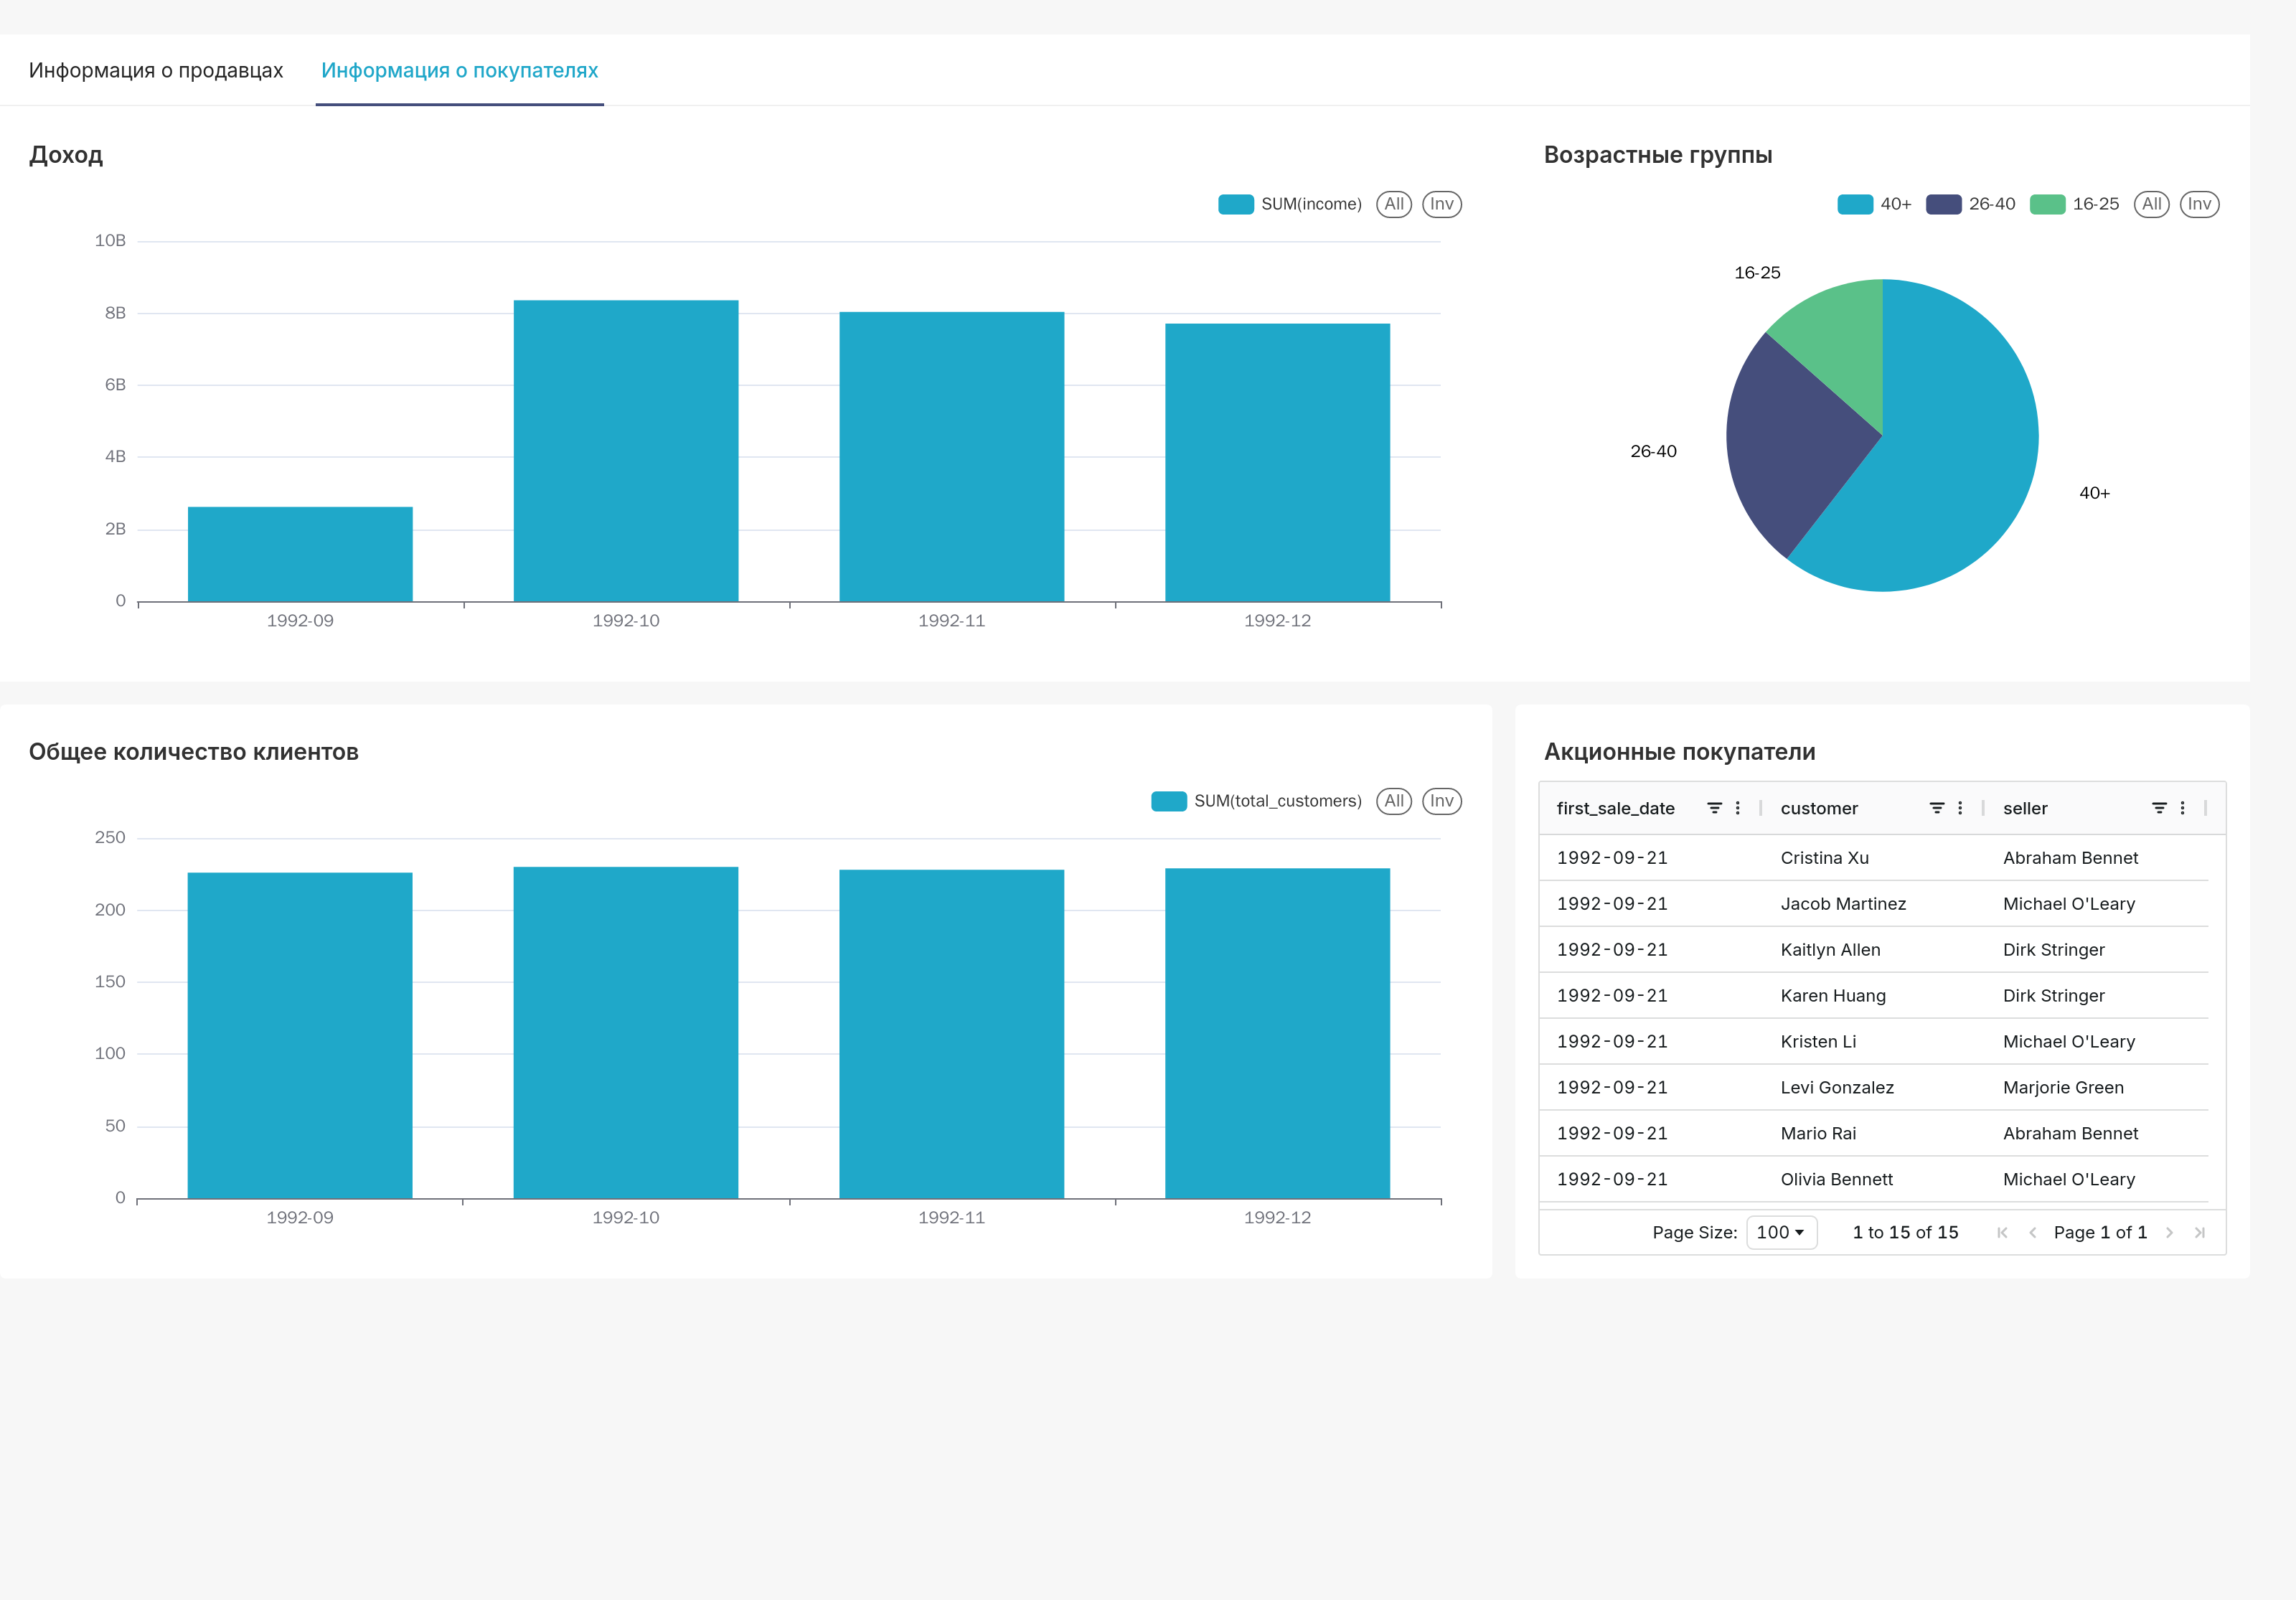 Информация о продавцах Информация о покупателях
Доход
SUM(income) All Inv
10B
8B
6B
4B
2B
0
1992-09 1992-10 1992-11 1992-12
Возрастные группы
40+ 26-40 16-25 All Inv
16-25
26-40
40+
Общее количество клиентов
SUM(total_customers) All Inv
250
200
150
100
50
0
1992-09 1992-10 1992-11 1992-12
Акционные покупатели
first_sale_date customer seller
1992-09-21 Cristina Xu Abraham Bennet
1992-09-21 Jacob Martinez Michael O'Leary
1992-09-21 Kaitlyn Allen Dirk Stringer
1992-09-21 Karen Huang Dirk Stringer
1992-09-21 Kristen Li Michael O'Leary
1992-09-21 Levi Gonzalez Marjorie Green
1992-09-21 Mario Rai Abraham Bennet
1992-09-21 Olivia Bennett Michael O'Leary
Page Size: 100 1 to 15 of 15 Page 1 of 1